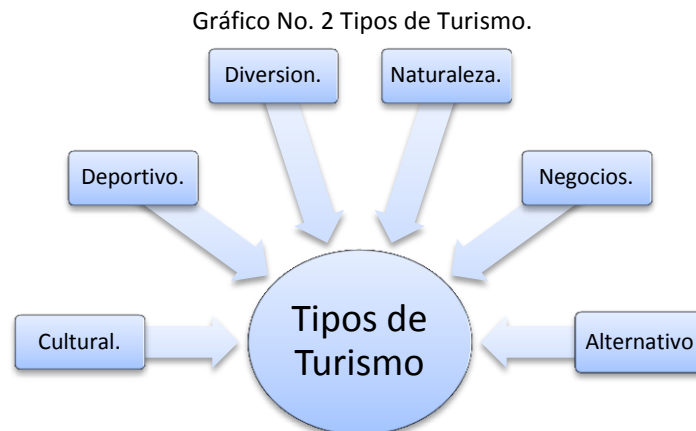 Gráfico No. 2 Tipos de Turismo.
Diversion.
Naturaleza.
Deportivo.
Negocios.
Cultural.
Tipos de
Turismo
Alternativo